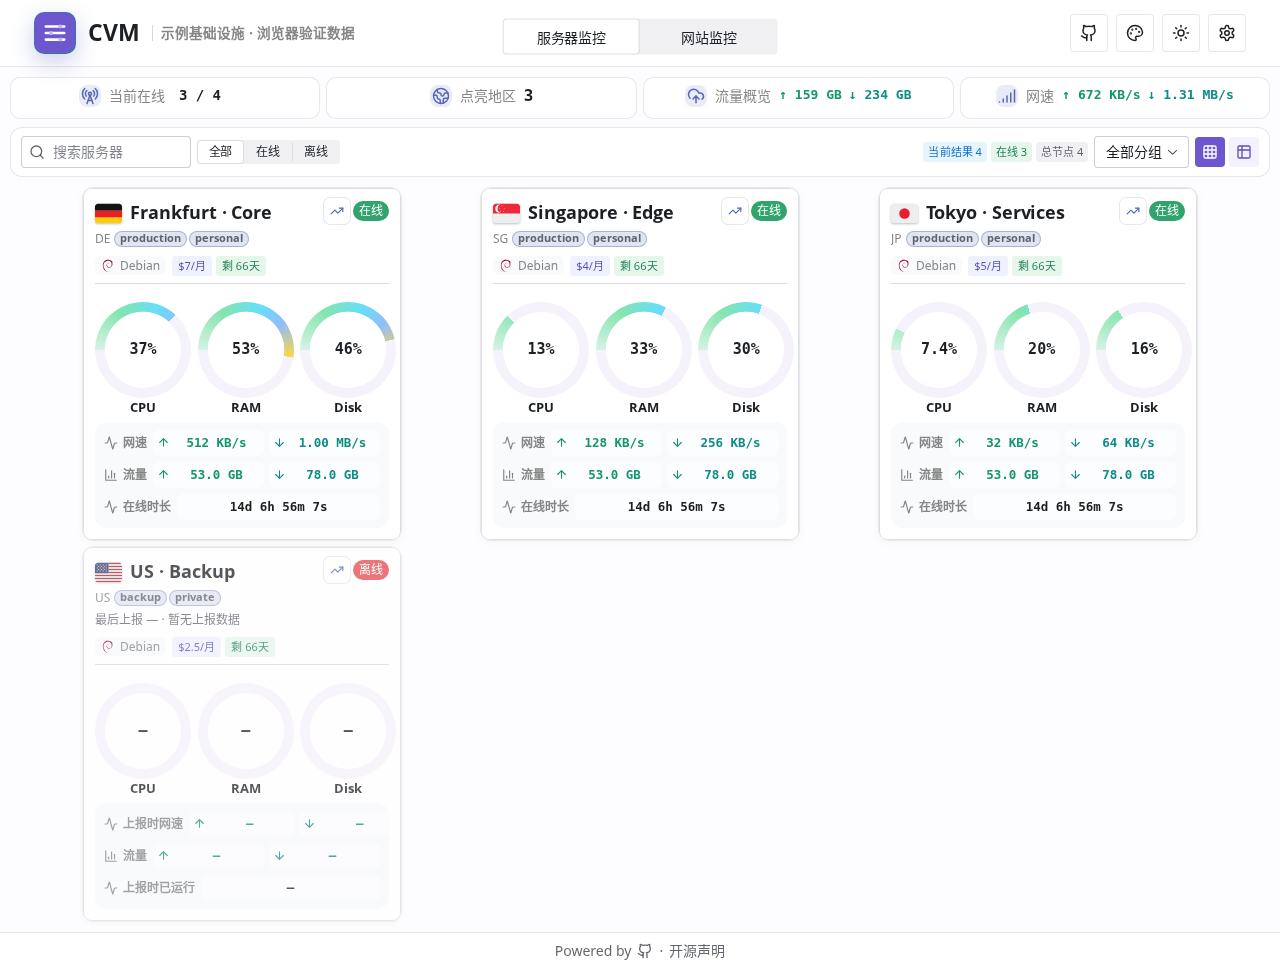 CVM 示例基础设施 · 浏览器验证数据 服务器监控 网站监控
当前在线 3 / 4 点亮地区 3 流量概览 ↑ 159 GB ↓ 234 GB 网速 ↑ 672 KB/s ↓ 1.31 MB/s
搜索服务器 全部 在线 离线 当前结果 4 在线 3 总节点 4 全部分组
Frankfurt · Core 在线
DE production personal
Debian $7/月 剩 66天
37% 53% 46%
CPU RAM Disk
网速 ↑ 512 KB/s ↓ 1.00 MB/s
流量 ↑ 53.0 GB ↓ 78.0 GB
在线时长 14d 6h 56m 7s
Singapore · Edge 在线
SG production personal
Debian $4/月 剩 66天
13% 33% 30%
CPU RAM Disk
网速 ↑ 128 KB/s ↓ 256 KB/s
流量 ↑ 53.0 GB ↓ 78.0 GB
在线时长 14d 6h 56m 7s
Tokyo · Services 在线
JP production personal
Debian $5/月 剩 66天
7.4% 20% 16%
CPU RAM Disk
网速 ↑ 32 KB/s ↓ 64 KB/s
流量 ↑ 53.0 GB ↓ 78.0 GB
在线时长 14d 6h 56m 7s
US · Backup 离线
US backup private
最后上报 — · 暂无上报数据
Debian $2.5/月 剩 66天
— — —
CPU RAM Disk
上报时网速 ↑ — ↓ —
流量 ↑ — ↓ —
上报时已运行 —
Powered by · 开源声明